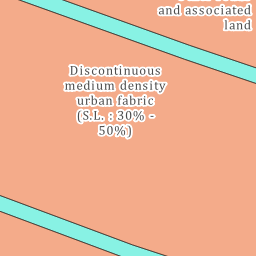 and associated
land
Discontinuous
medium density
urban fabric
(S.L. : 30% -
50%)